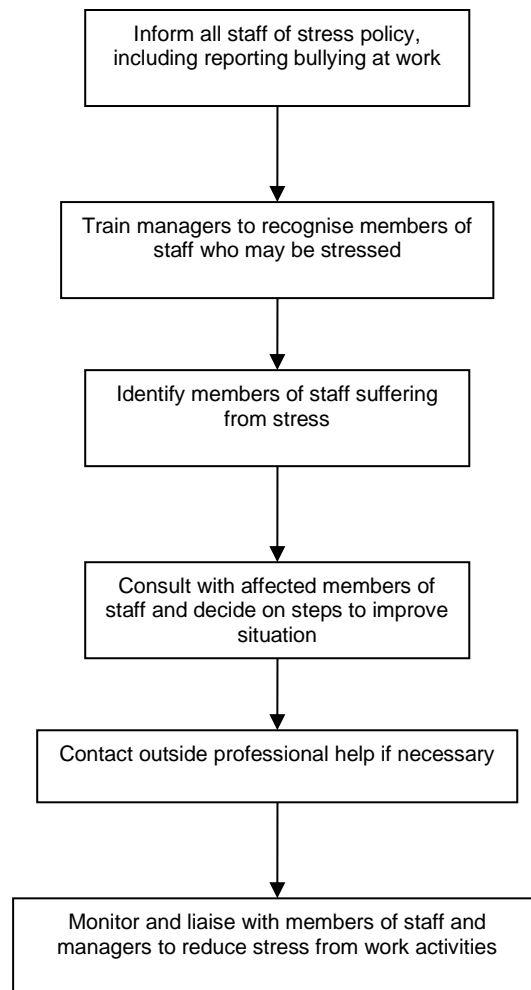 Inform all staff of stress policy,
including reporting bullying at work
Train managers to recognise members of
staff who may be stressed
Identify members of staff suffering
from stress
Consult with affected members of
staff and decide on steps to improve
situation
Contact outside professional help if necessary
Monitor and liaise with members of staff and
managers to reduce stress from work activities